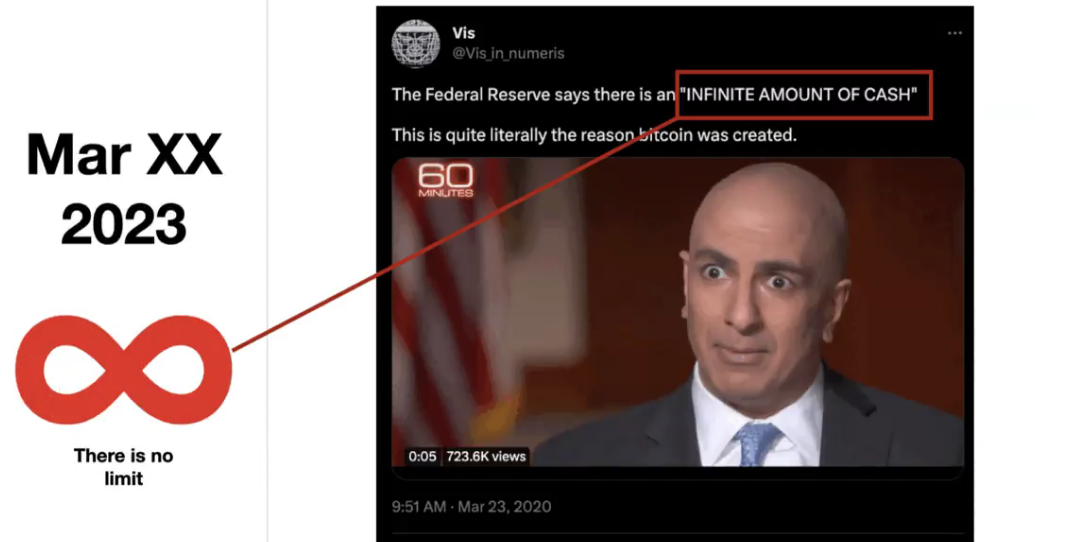 Mar XX
2023
There is no
limit
Vis
@Vis_in_numeris
The Federal Reserve says there is an "INFINITE AMOUNT OF CASH"
This is quite literally the reason bitcoin was created.
60
MINUTES
0:05 723.6K views
9:51 AM · Mar 23, 2020